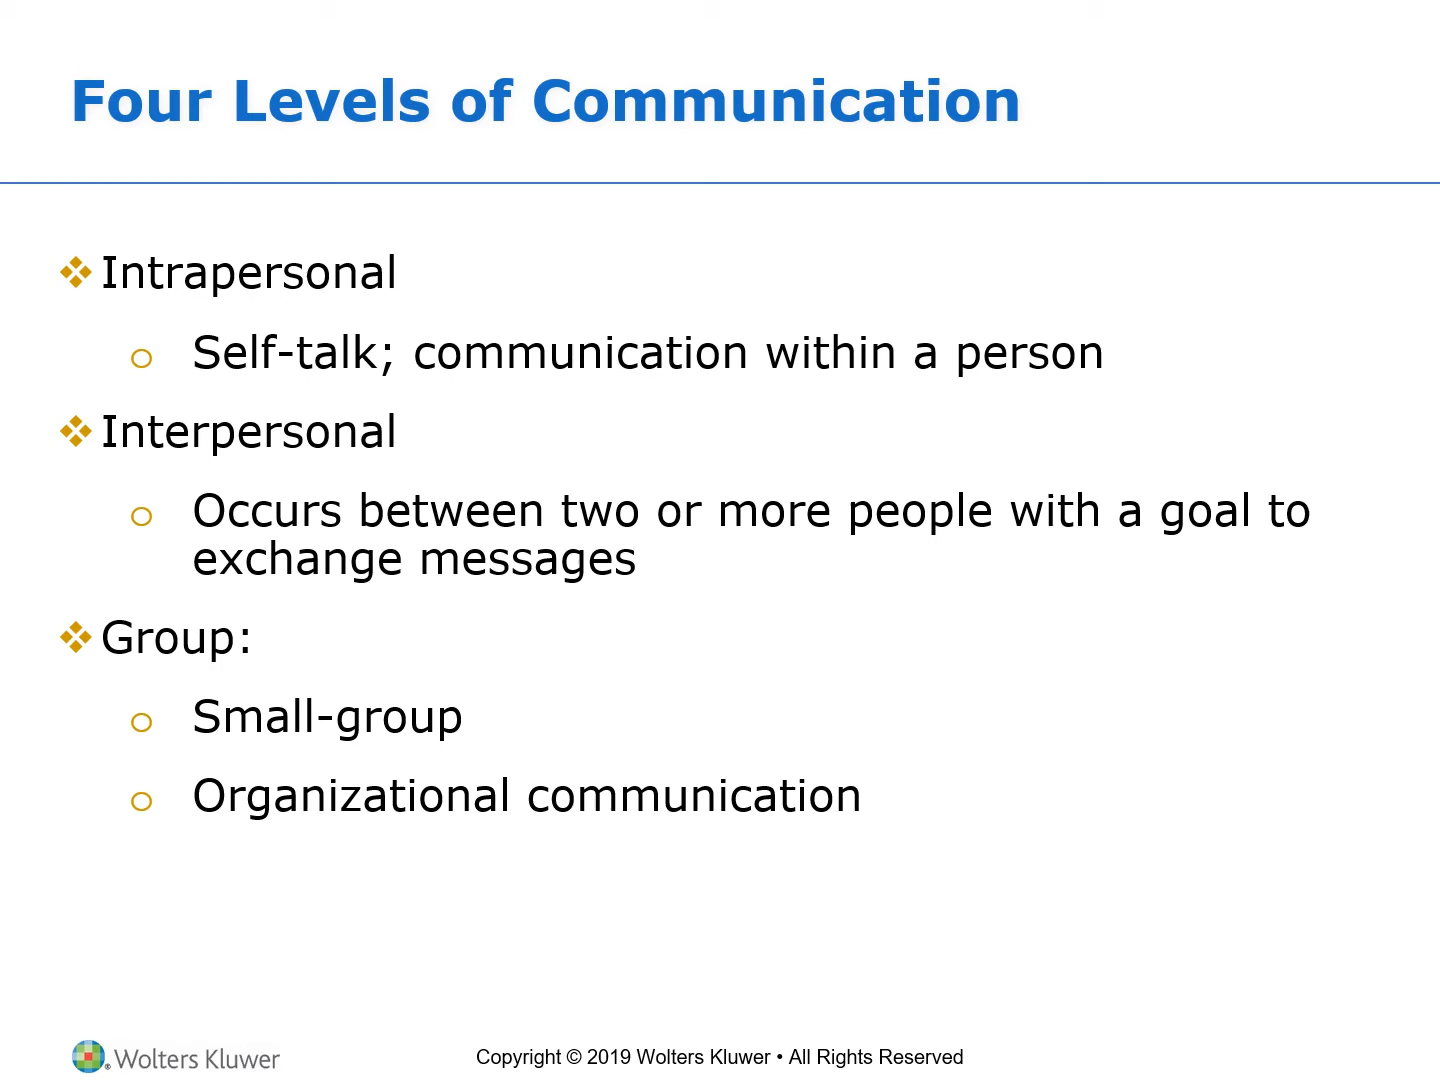 Four Levels of Communication
❖Intrapersonal
o Self-talk; communication within a person
❖Interpersonal
o Occurs between two or more people with a goal to
exchange messages
❖Group:
o Small-group
o Organizational communication
® Wolters Kluwer
Copyright © 2019 Wolters Kluwer • All Rights Reserved